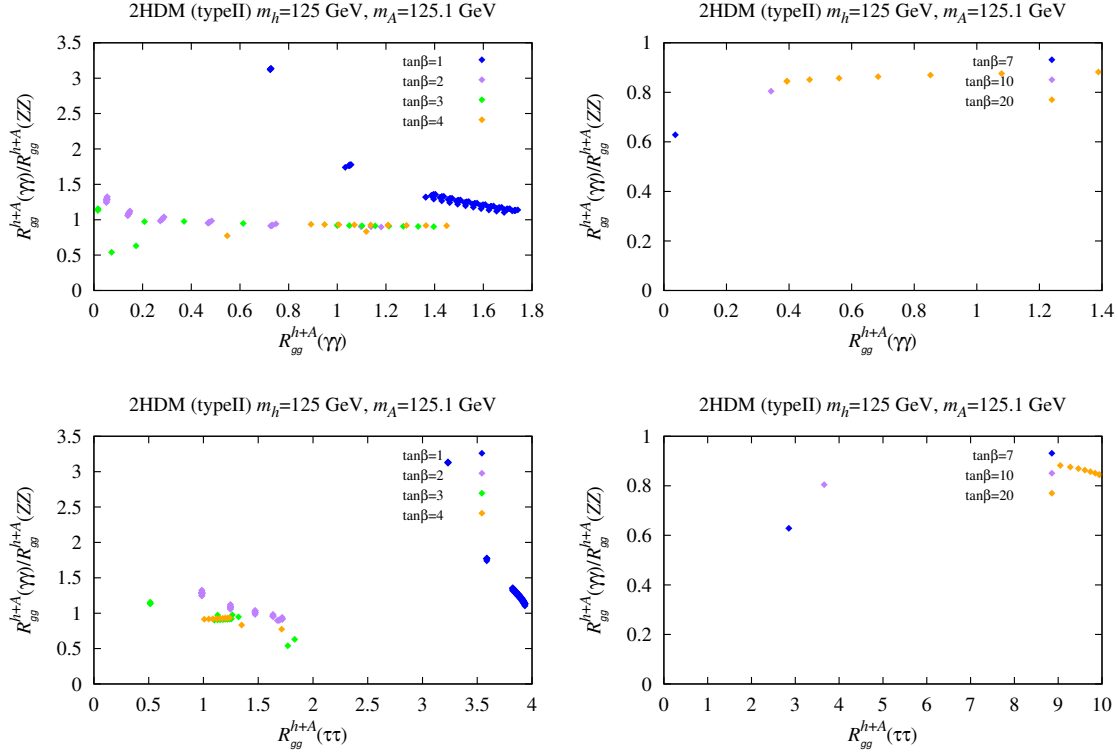 2HDM (typeII) m_h=125 GeV, m_A=125.1 GeV
R_gg^{h+A}(γγ)/R_gg^{h+A}(ZZ)
3.5
3
2.5
2
1.5
1
0.5
0
tanβ=1
tanβ=2
tanβ=3
tanβ=4
0 0.2 0.4 0.6 0.8 1 1.2 1.4 1.6 1.8
R_gg^{h+A}(γγ)
2HDM (typeII) m_h=125 GeV, m_A=125.1 GeV
R_gg^{h+A}(γγ)/R_gg^{h+A}(ZZ)
1
0.8
0.6
0.4
0.2
0
tanβ=7
tanβ=10
tanβ=20
0 0.2 0.4 0.6 0.8 1 1.2 1.4
R_gg^{h+A}(γγ)
2HDM (typeII) m_h=125 GeV, m_A=125.1 GeV
R_gg^{h+A}(γγ)/R_gg^{h+A}(ZZ)
3.5
3
2.5
2
1.5
1
0.5
0
tanβ=1
tanβ=2
tanβ=3
tanβ=4
0 0.5 1 1.5 2 2.5 3 3.5 4
R_gg^{h+A}(ττ)
2HDM (typeII) m_h=125 GeV, m_A=125.1 GeV
R_gg^{h+A}(γγ)/R_gg^{h+A}(ZZ)
1
0.8
0.6
0.4
0.2
0
tanβ=7
tanβ=10
tanβ=20
0 1 2 3 4 5 6 7 8 9 10
R_gg^{h+A}(ττ)